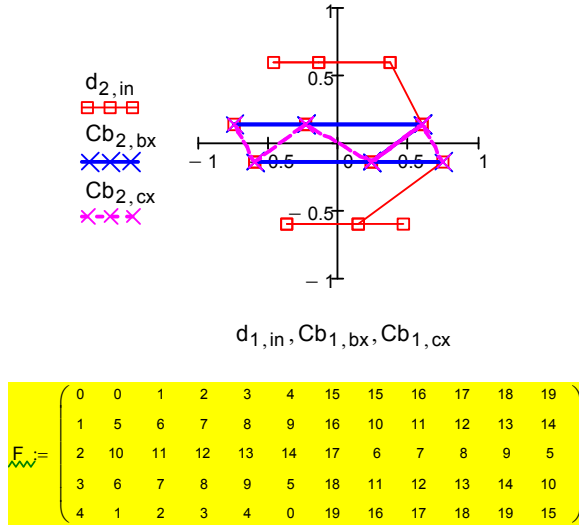 1
d2,in
0.5
Cb2,bx
− 1 − 0.5 0 0.5 1
Cb2,cx
− 0.5
− 1
d1,in , Cb1,bx , Cb1,cx
F := ( 0 0 1 2 3 4 15 15 16 17 18 19
1 5 6 7 8 9 16 10 11 12 13 14
2 10 11 12 13 14 17 6 7 8 9 5
3 6 7 8 9 5 18 11 12 13 14 10
4 1 2 3 4 0 19 16 17 18 19 15 )